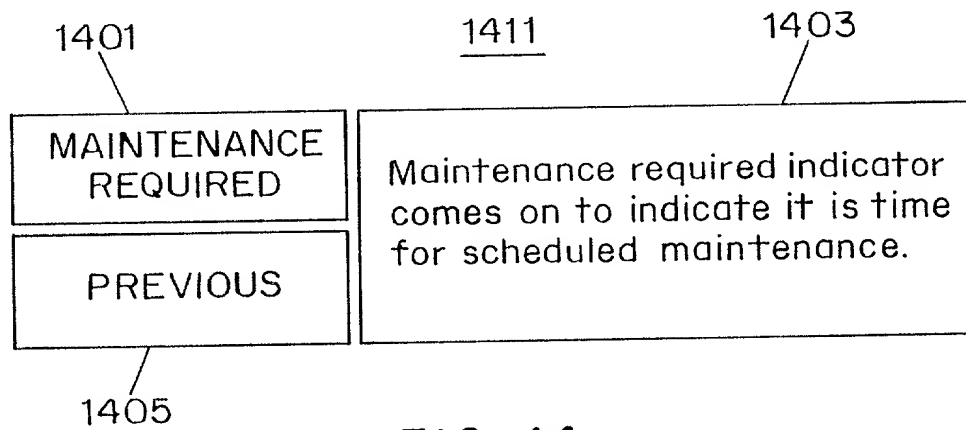 1401
1411
1403
MAINTENANCE
REQUIRED
Maintenance required indicator
comes on to indicate it is time
for scheduled maintenance.
PREVIOUS
1405